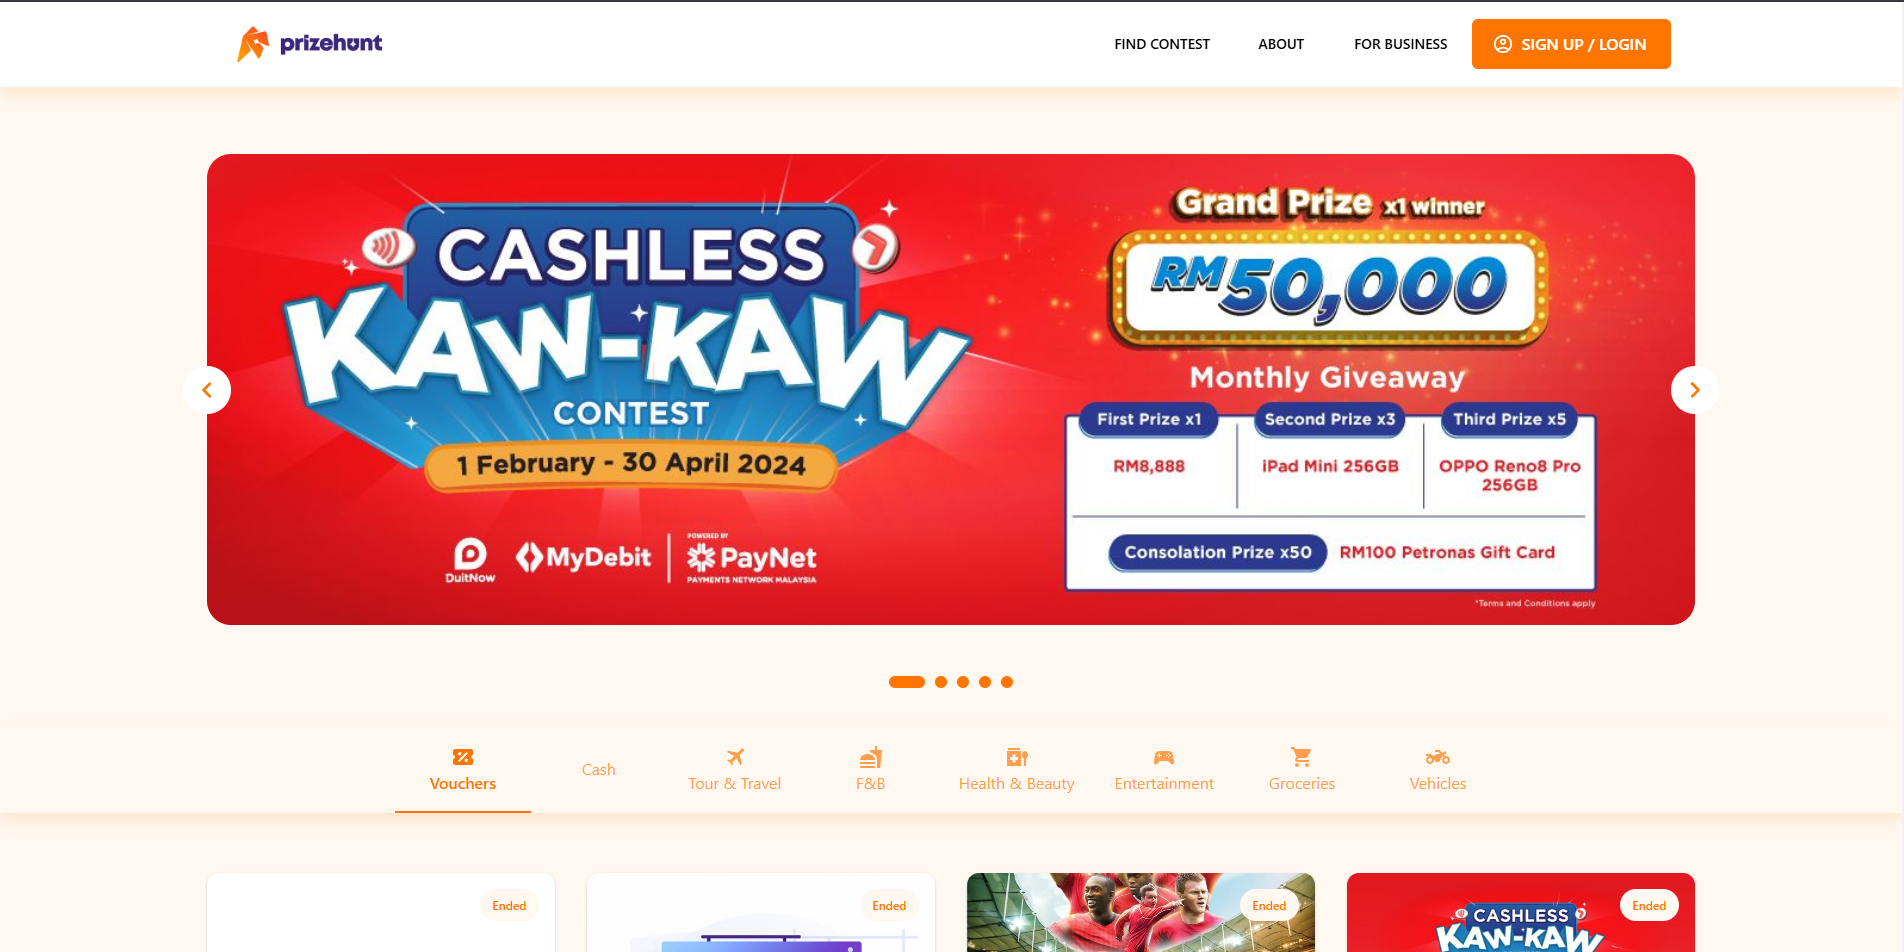 prizehunt
FIND CONTEST
ABOUT
FOR BUSINESS
SIGN UP / LOGIN
CASHLESS
KAW-KAW
CONTEST
1 February - 30 April 2024
DuitNow
MyDebit
POWERED BY
PayNet
PAYMENTS NETWORK MALAYSIA
Grand Prize x1 winner
RM50,000
Monthly Giveaway
First Prize x1
RM8,888
Second Prize x3
iPad Mini 256GB
Third Prize x5
OPPO Reno8 Pro
256GB
Consolation Prize x50 RM100 Petronas Gift Card
*Terms and Conditions apply
Vouchers
Cash
Tour & Travel
F&B
Health & Beauty
Entertainment
Groceries
Vehicles
Ended
Ended
Ended
Ended
CASHLESS
KAW-KAW